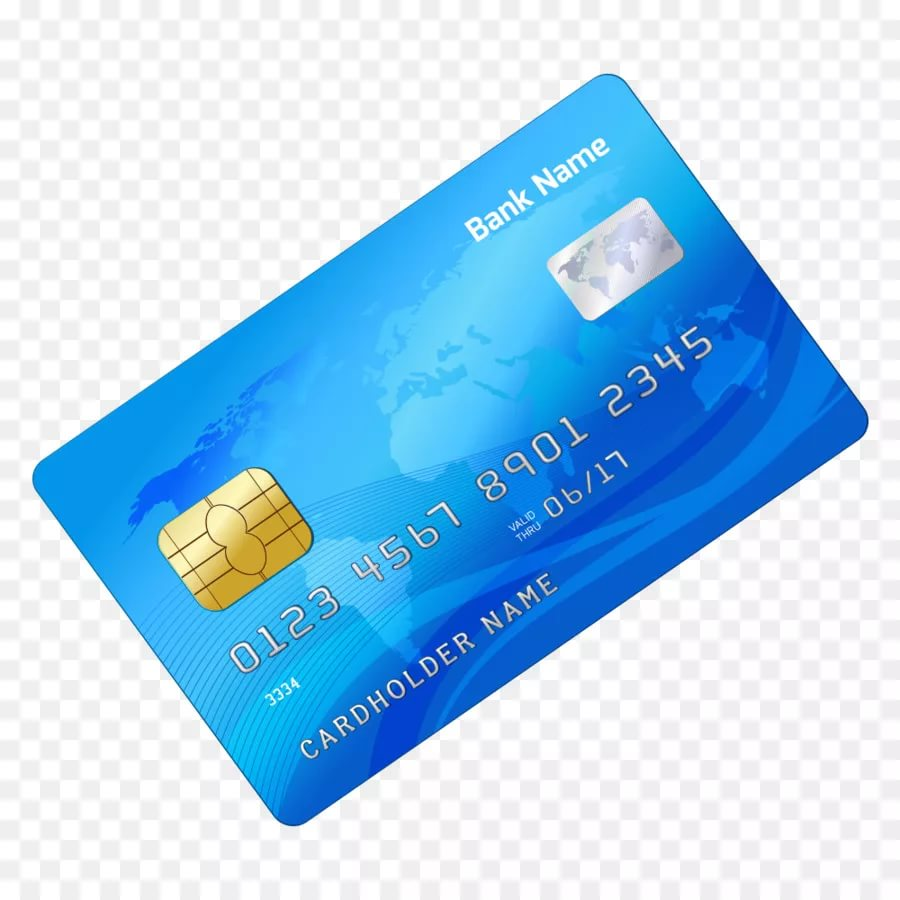 Bank Name
0123 4567 8901 2345
VALID
THRU 06/17
3334
CARDHOLDER NAME